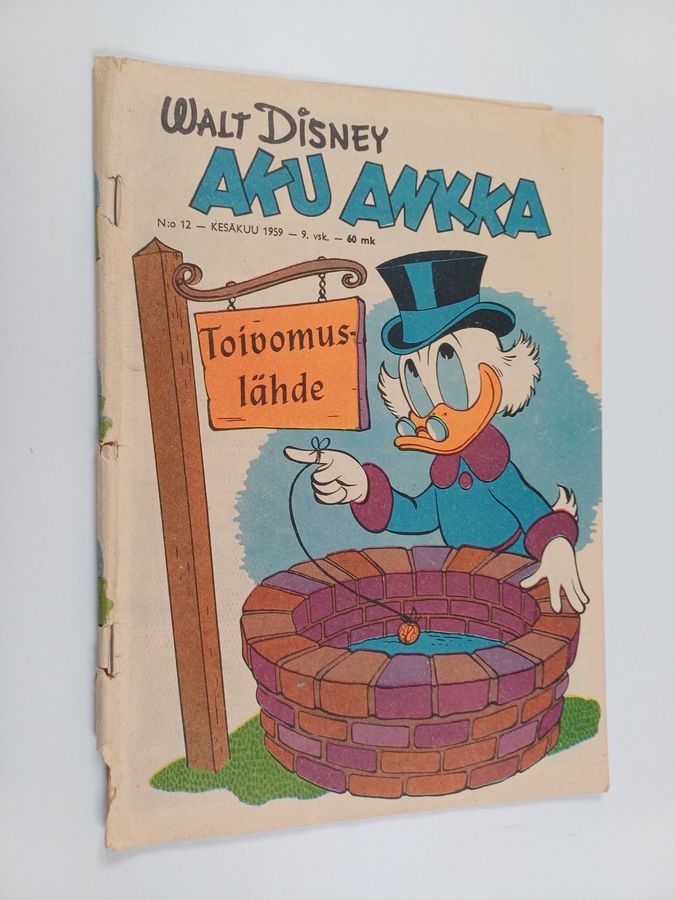 WALT DISNEY
AKU ANKKA
N:o 12 — KESÄKUU 1959 — 9. vsk. — 60 mk
Toivomus-
lähde